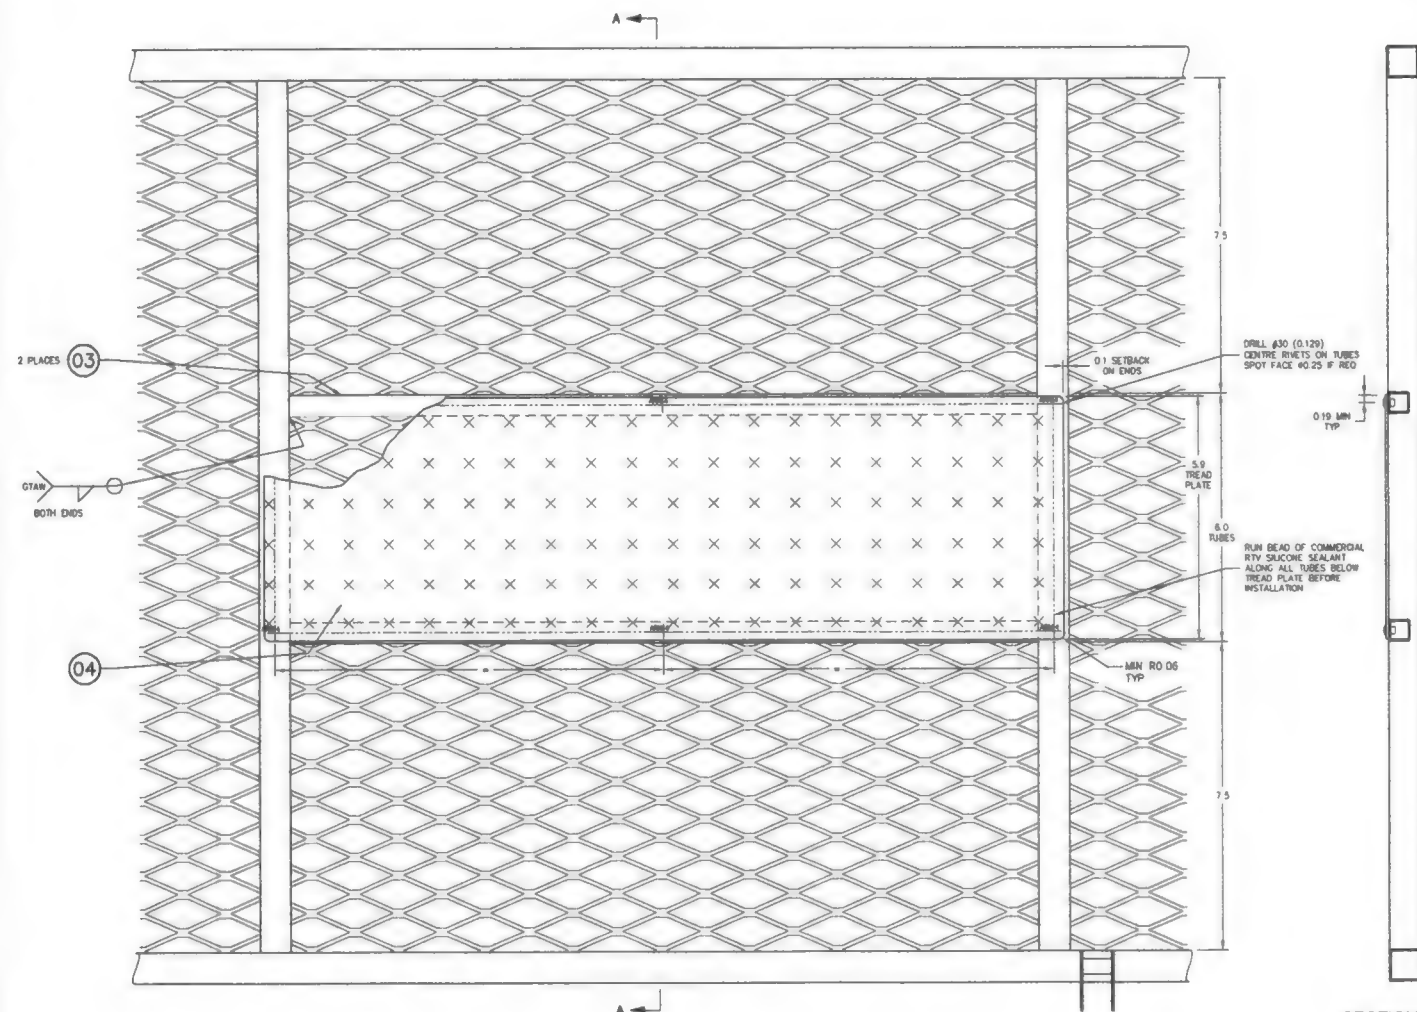 A
7.5
2 PLACES
03
0.1 SETBACK
ON ENDS
DRILL #30 (0.129)
CENTRE RIVETS ON TUBES
SPOT FACE ⌀0.25 IF REQ
0.19 MIN
TYP
5.9
TREAD
PLATE
GTAW
BOTH ENDS
6.0
TUBES
RUN BEAD OF COMMERCIAL
RTV SILICONE SEALANT
ALONG ALL TUBES BELOW
TREAD PLATE BEFORE
INSTALLATION
04
=
=
MIN R0.06
TYP
7.5
A